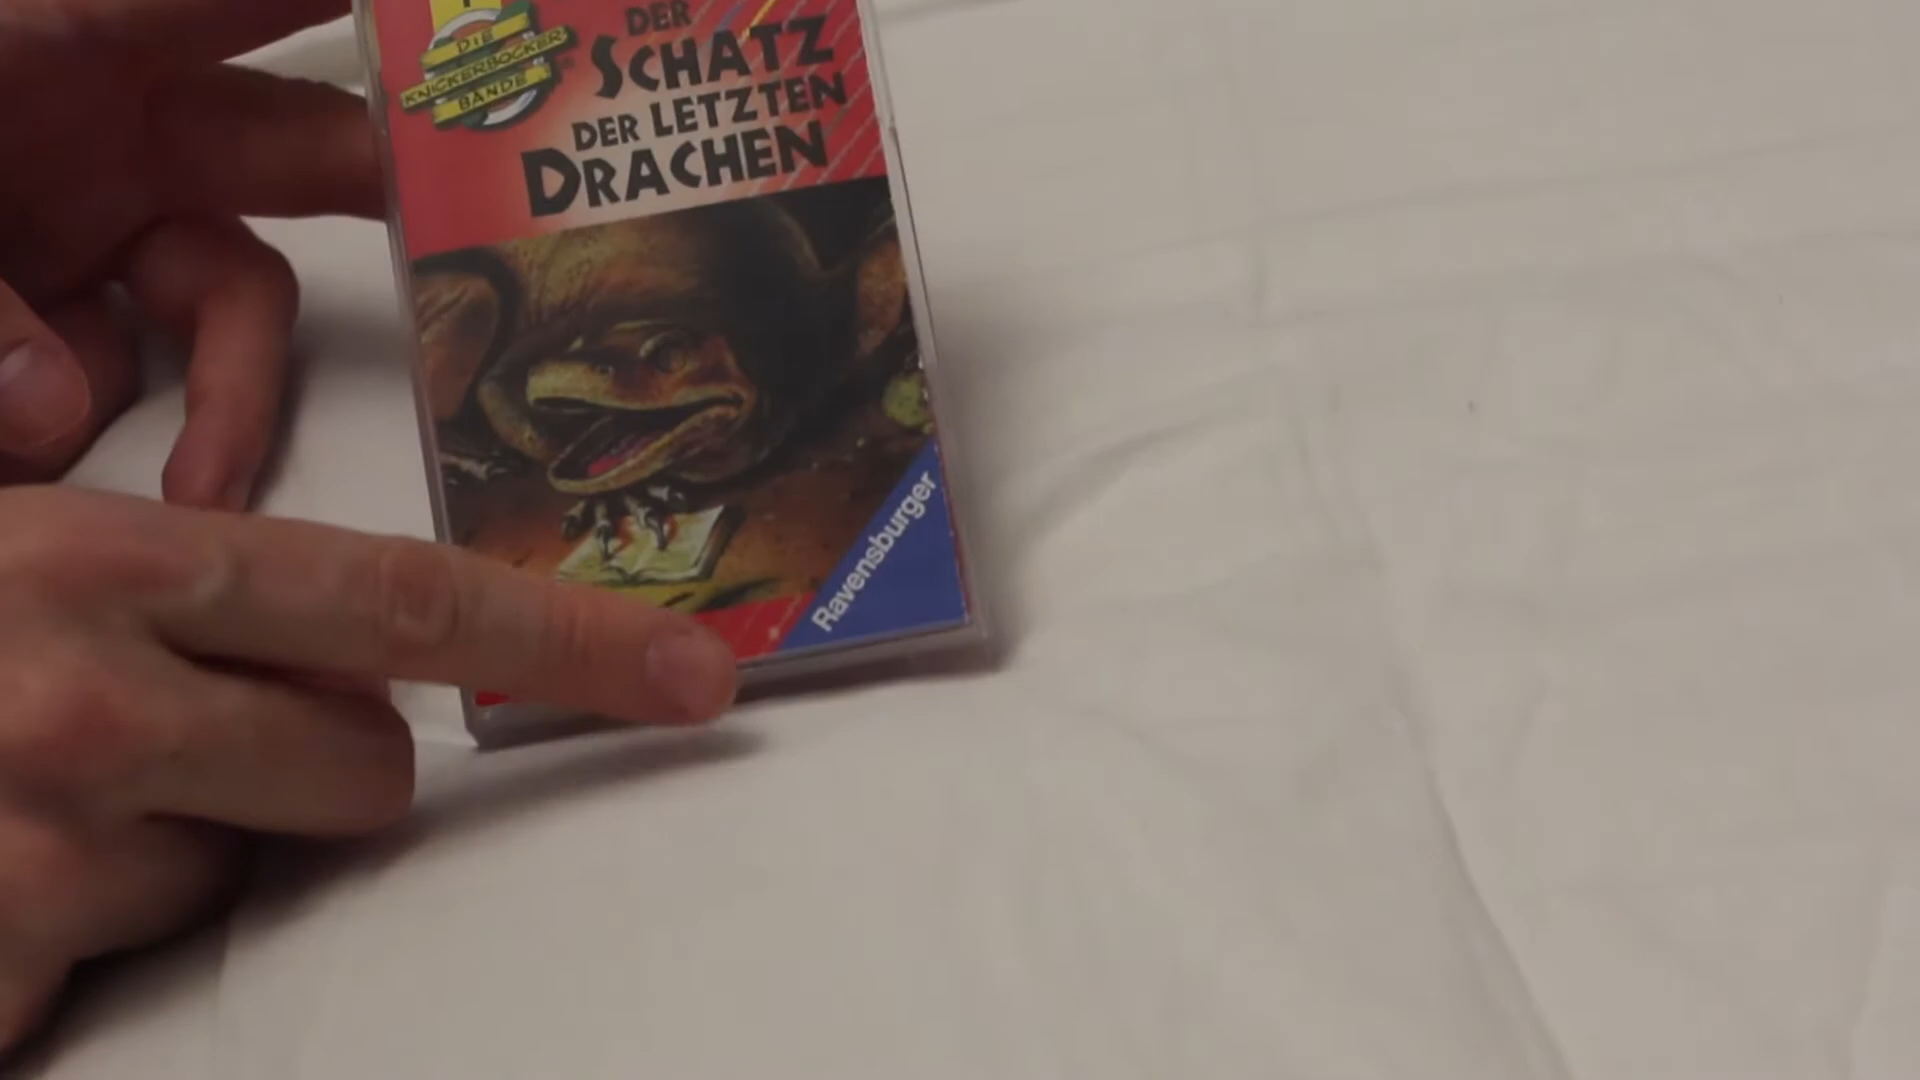 DIE
KNICKERBOCKER
BANDE
DER
SCHATZ
DER LETZTEN
DRACHEN
Ravensburger